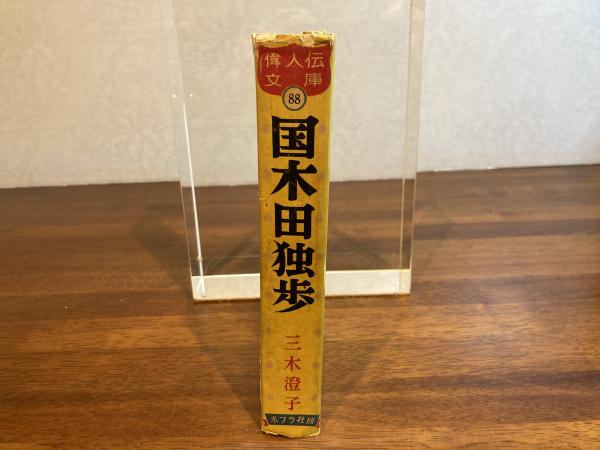 偉人伝
文庫
88
国木田独歩
三木澄子
ポプラ社版